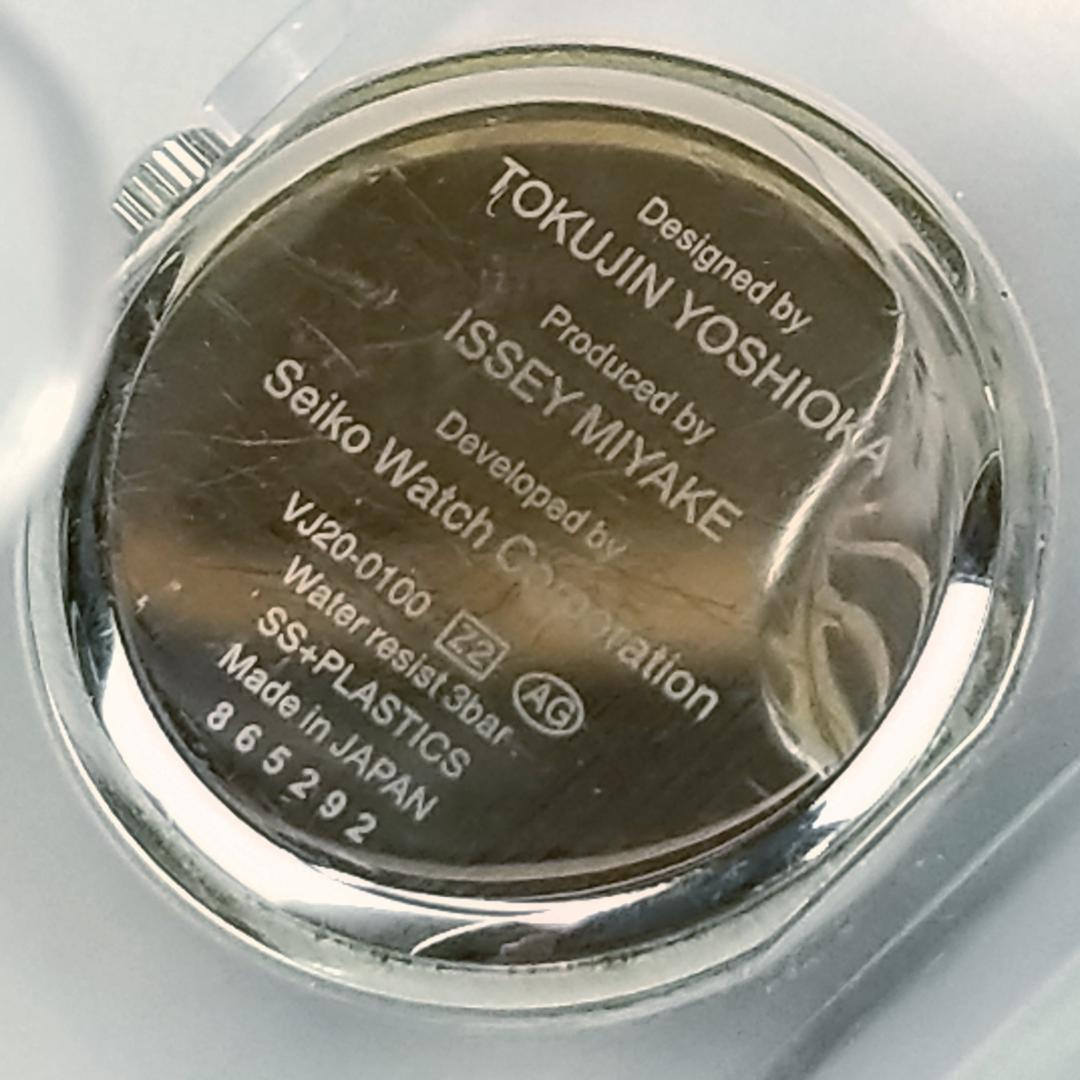 Designed by
TOKUJIN YOSHIOKA
Produced by
ISSEY MIYAKE
Developed by
Seiko Watch Corporation
VJ20-0100 Z2
Water resist 3bar AG
SS+PLASTICS
Made in JAPAN
865292